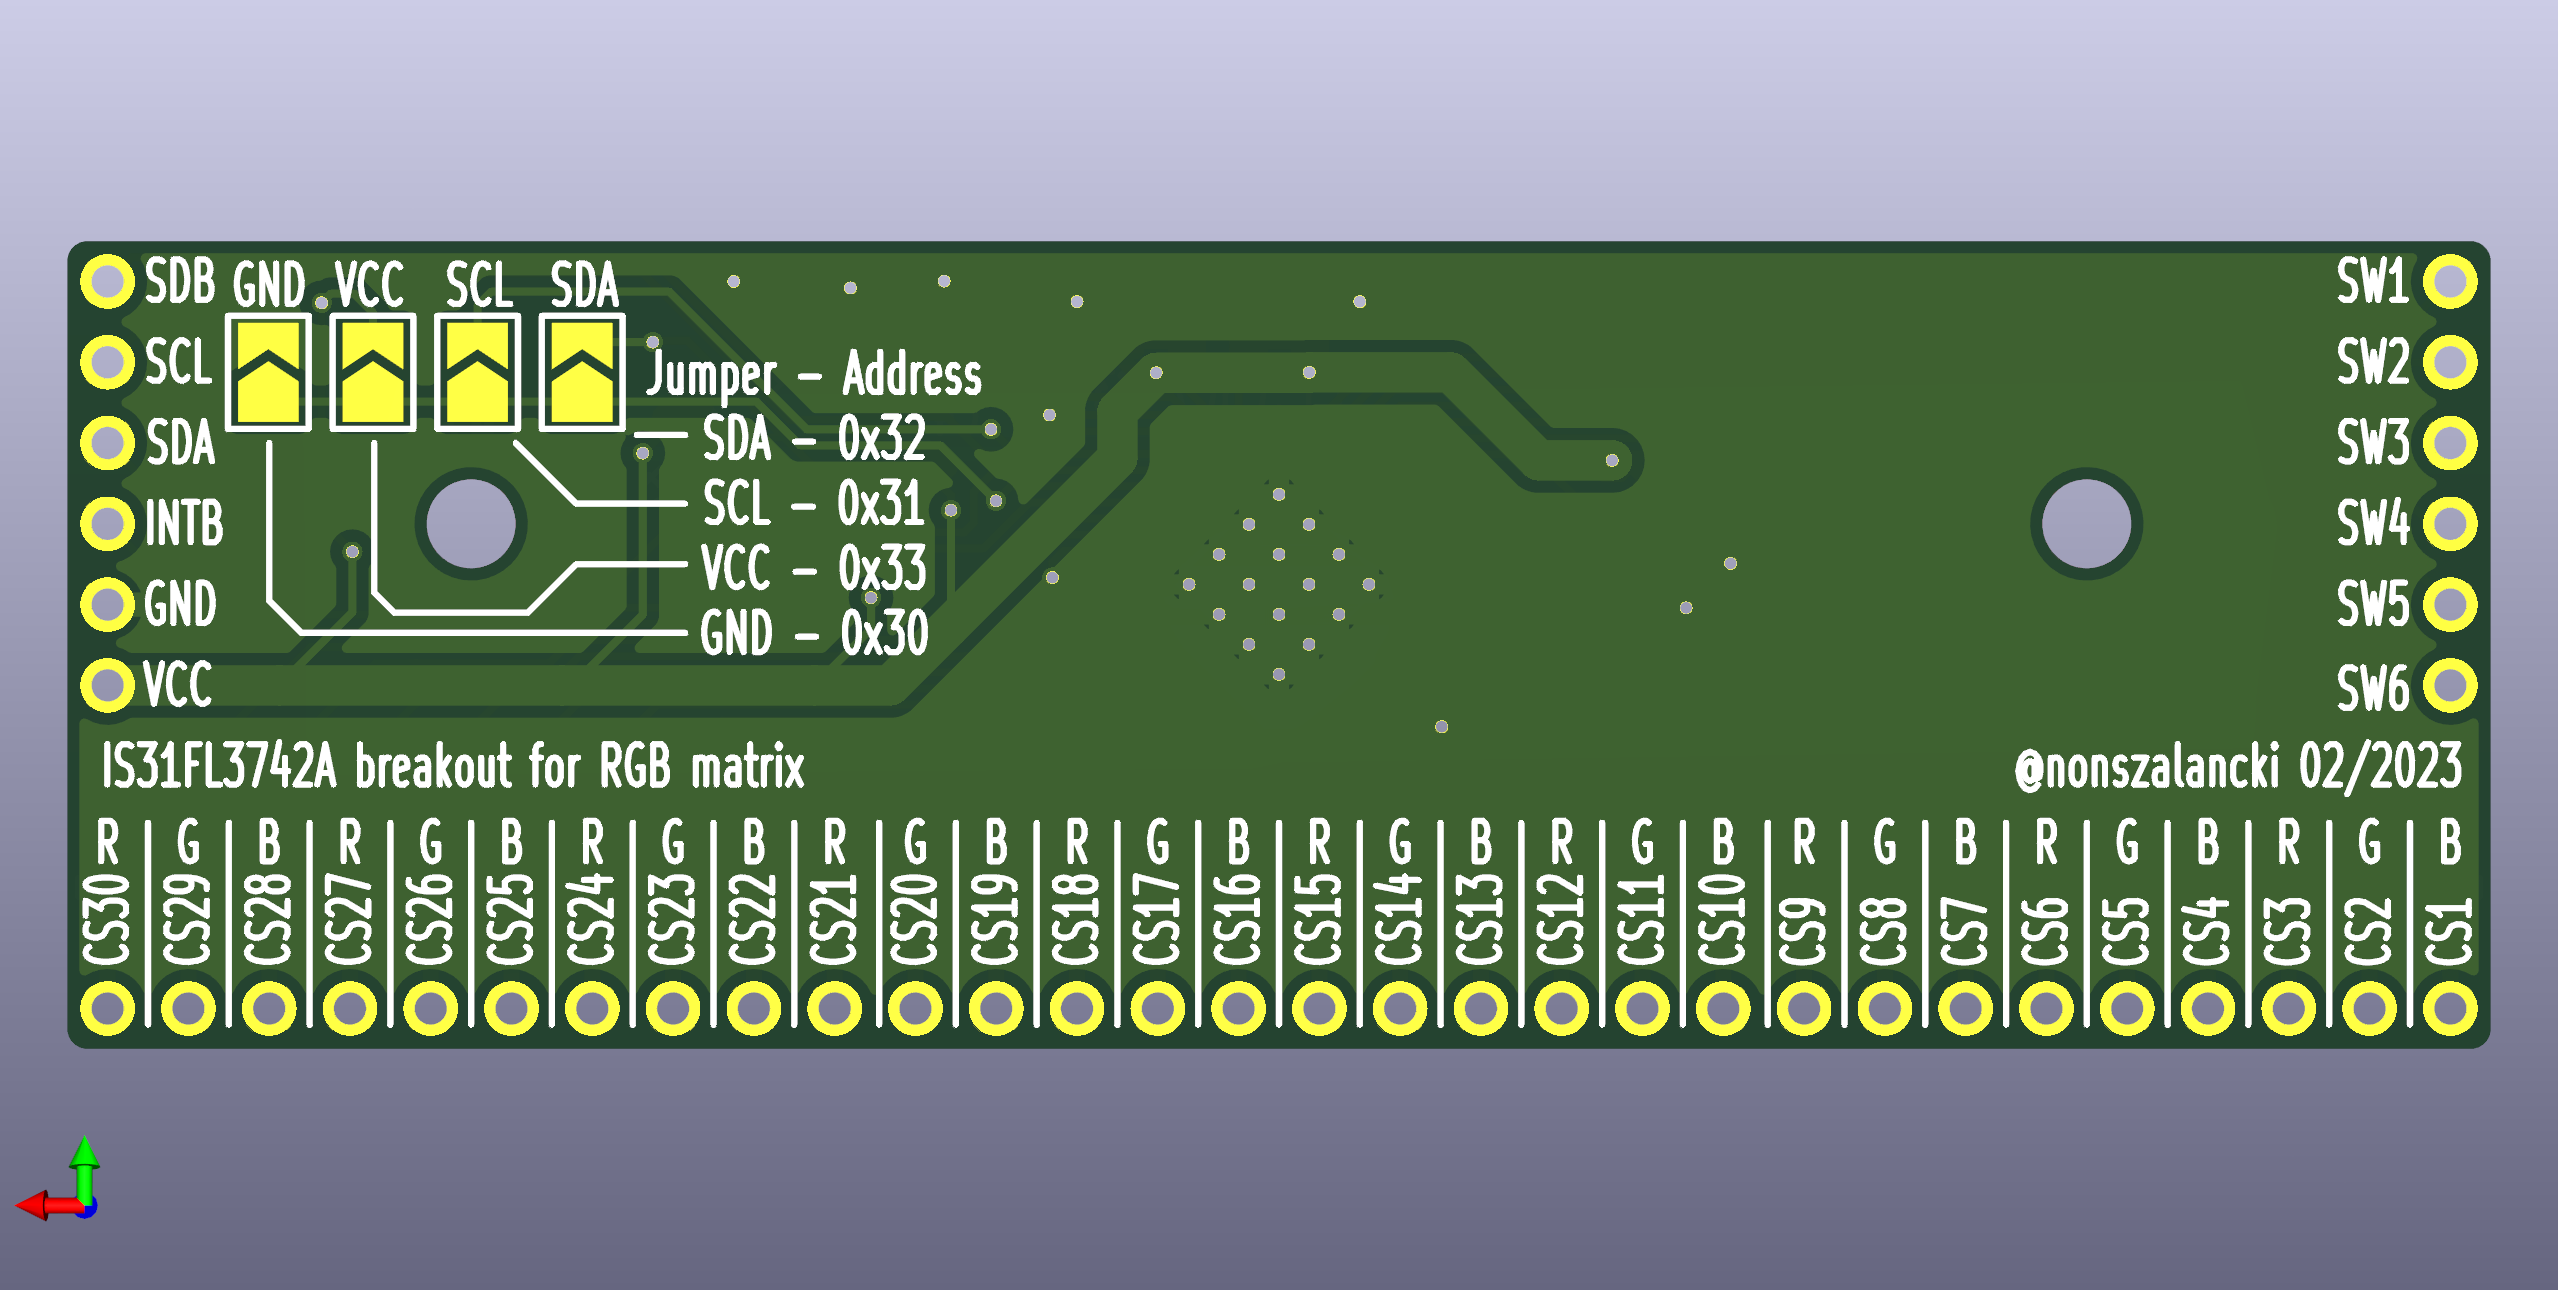 SDB GND VCC SCL SDA SW1
SCL SW2
Jumper - Address
SDA SDA - 0x32 SW3
SCL - 0x31
INTB SW4
VCC - 0x33
GND SW5
GND - 0x30
VCC SW6
IS31FL3742A breakout for RGB matrix
@nonszalancki 02/2023
R G B R G B R G B R G B R G B R G B R G B R G B R G B R G B
CS30 CS29 CS28 CS27 CS26 CS25 CS24 CS23 CS22 CS21 CS20 CS19 CS18 CS17 CS16 CS15 CS14 CS13 CS12 CS11 CS10 CS9 CS8 CS7 CS6 CS5 CS4 CS3 CS2 CS1